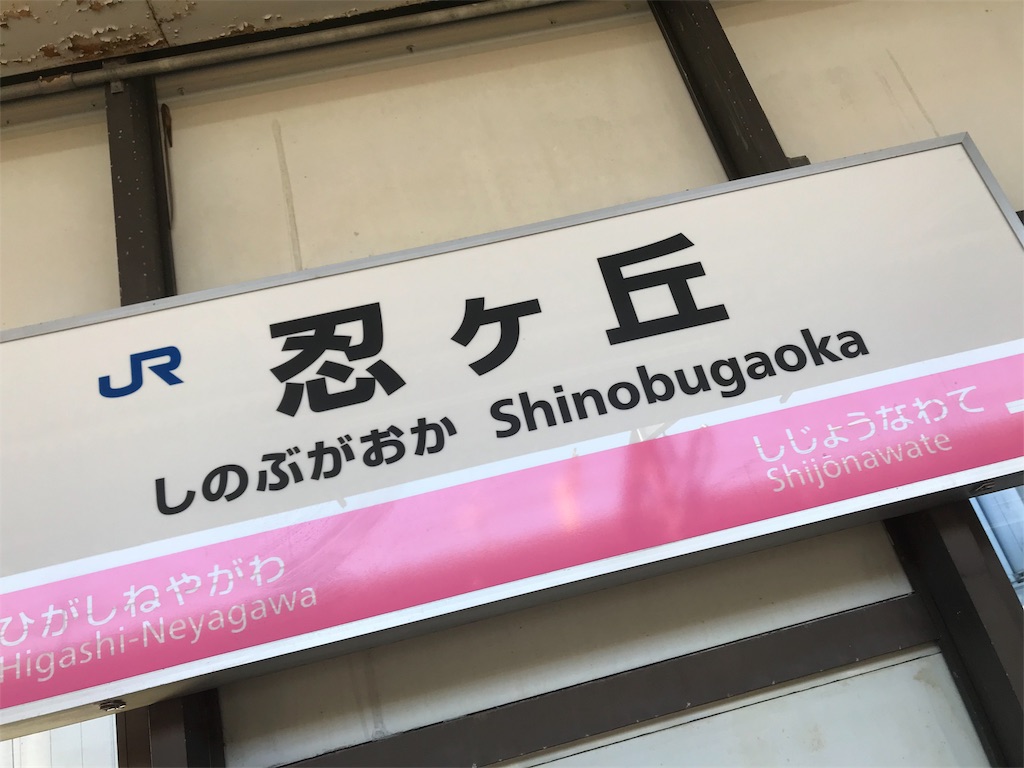 JR 忍ケ丘
しのぶがおか Shinobugaoka
しじょうなわて
Shijōnawate
ひがしねやがわ
Higashi-Neyagawa